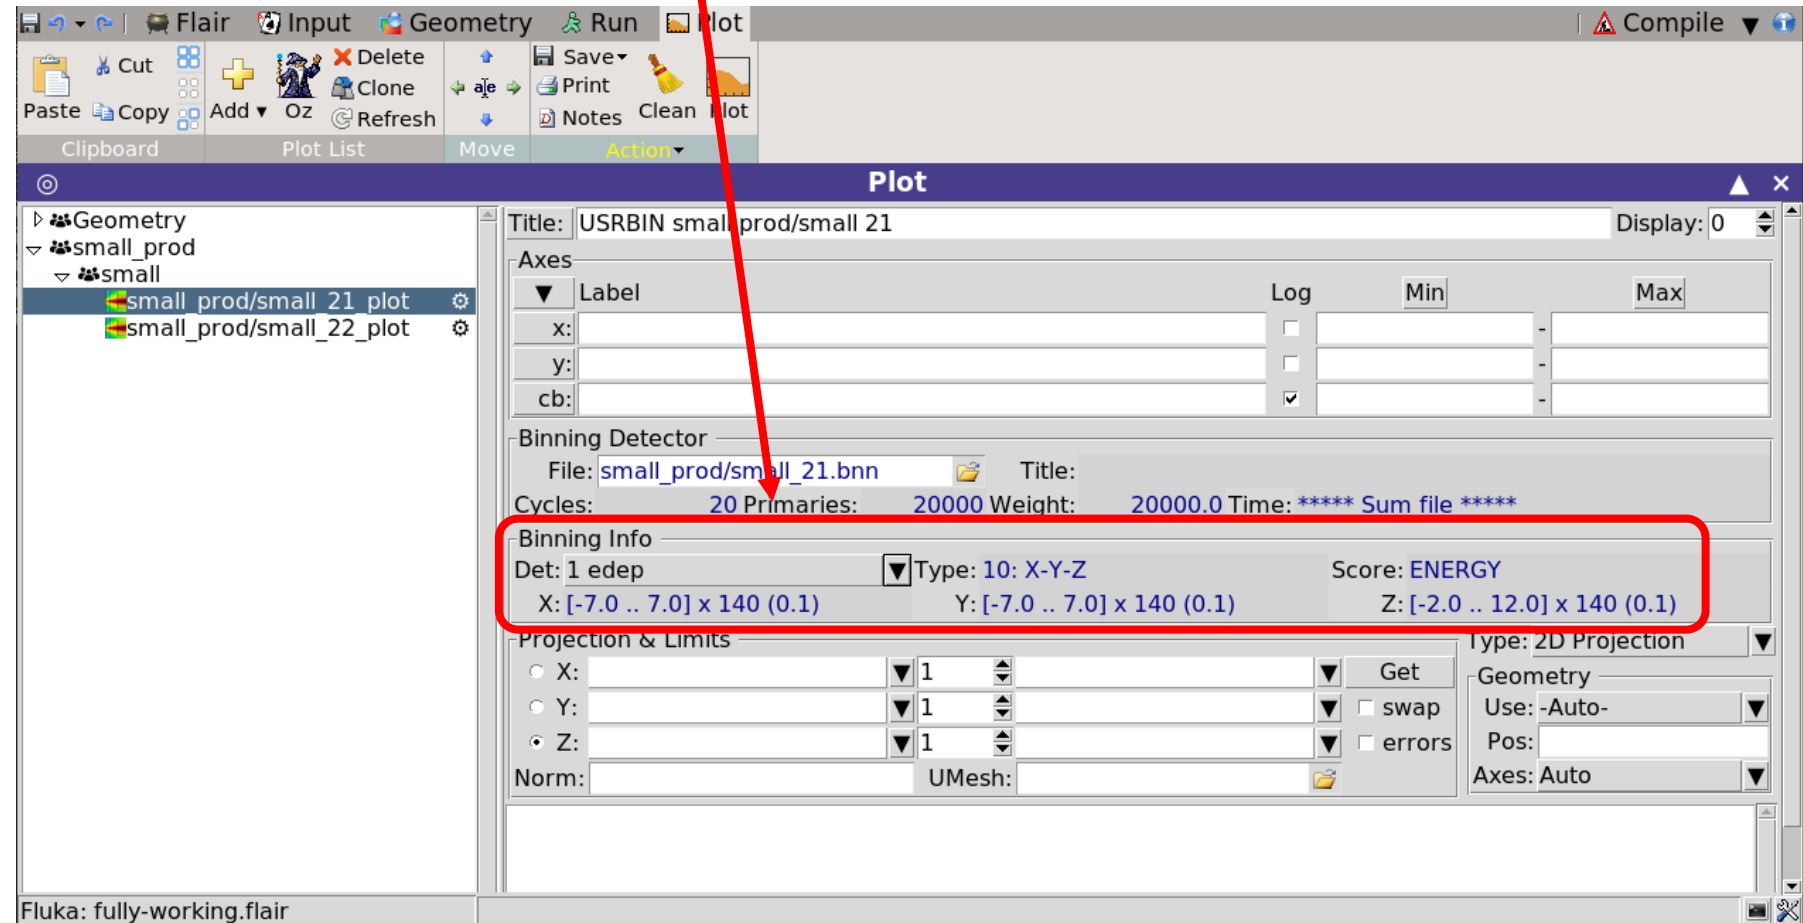 Flair Input Geometry Run Plot Compile
Cut Delete Save
Clone Print
Paste Copy Add Oz Refresh Notes Clean Plot
Clipboard Plot List Move Action
Plot
Geometry
small_prod
small
small_prod/small_21_plot
small_prod/small_22_plot
Title: USRBIN small_prod/small 21 Display: 0
Axes
Label Log Min Max
x: -
y: -
cb: -
Binning Detector
File: small_prod/small_21.bnn Title:
Cycles: 20 Primaries: 20000 Weight: 20000.0 Time: ***** Sum file *****
Binning Info
Det: 1 edep Type: 10: X-Y-Z Score: ENERGY
X: [-7.0 .. 7.0] x 140 (0.1) Y: [-7.0 .. 7.0] x 140 (0.1) Z: [-2.0 .. 12.0] x 140 (0.1)
Projection & Limits Type: 2D Projection
X: 1 Get Geometry
Y: 1 swap Use: -Auto-
Z: 1 errors Pos:
Norm: UMesh: Axes: Auto
Fluka: fully-working.flair